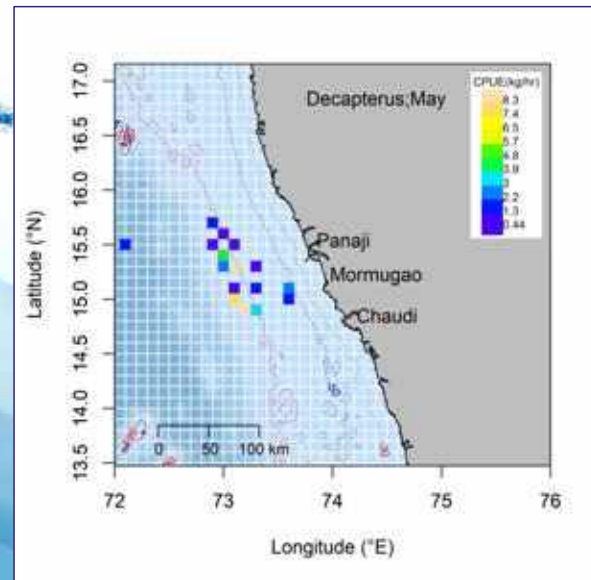 Decapterus;May
CPUE(kg/hr)
8.3
7.4
6.5
5.7
4.8
3.9
3
2.2
1.3
0.44
Panaji
Mormugao
Chaudi
17.0
16.5
16.0
15.5
15.0
14.5
14.0
13.5
Latitude (°N)
0 50 100 km
72 73 74 75 76
Longitude (°E)